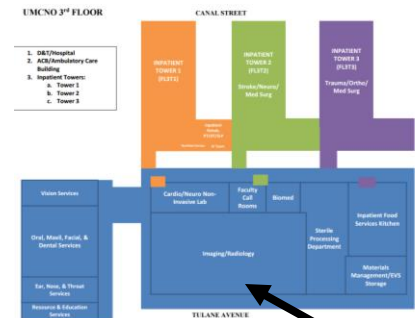 UMCNO 3rd FLOOR
CANAL STREET
1. D&T/Hospital
2. ACB/Ambulatory Care
Building
3. Inpatient Towers:
a. Tower 1
b. Tower 2
c. Tower 3
INPATIENT
TOWER 1
(FL3T1)
INPATIENT
TOWER 2
(FL3T2)
Stroke/Neuro/
Med Surg
INPATIENT
TOWER 3
(FL3T3)
Trauma/Ortho/
Med Surg
Inpatient
Vision Services
Oral, Maxil, Facial, &
Dental Services
Ear, Nose, & Throat
Services
Resource & Education
Services
Cardio/Neuro Non-
Invasive Lab
Faculty
Call
Rooms
Biomed
Imaging/Radiology
Sterile
Processing
Department
Inpatient Food
Services Kitchen
Materials
Management/EVS
Storage
TULANE AVENUE